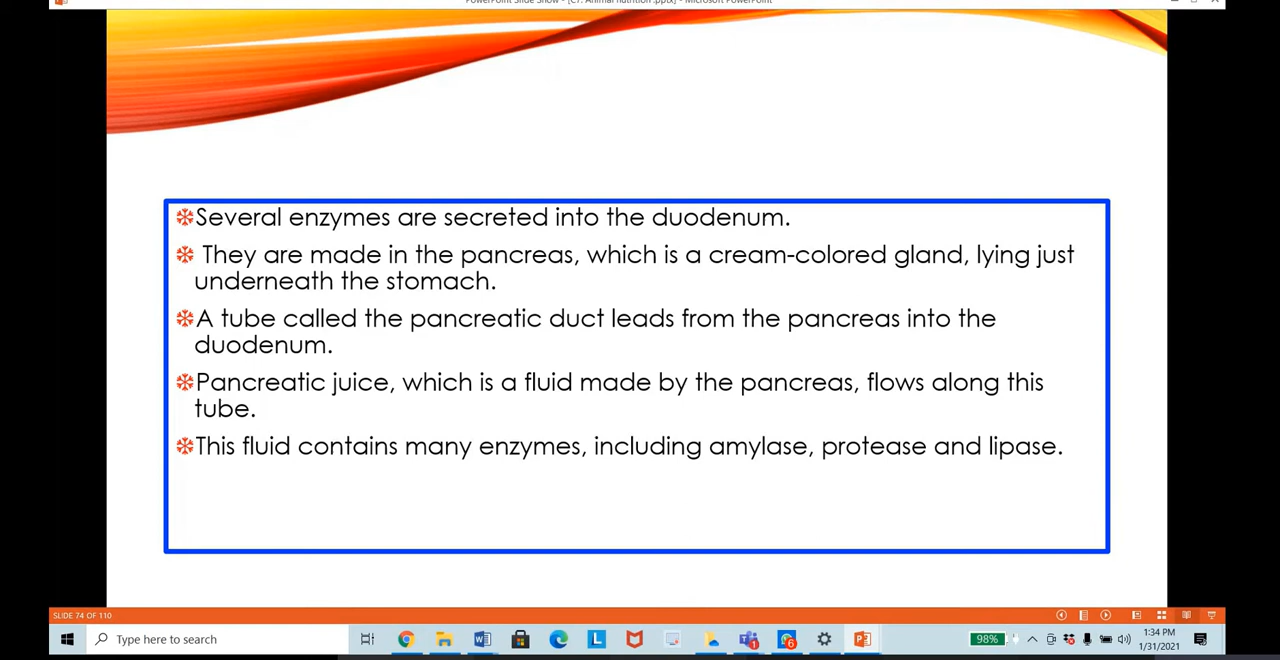 PowerPoint Slide Show - [C7. Animal nutrition .pptx] - Microsoft PowerPoint
Several enzymes are secreted into the duodenum.
They are made in the pancreas, which is a cream-colored gland, lying just
underneath the stomach.
A tube called the pancreatic duct leads from the pancreas into the
duodenum.
Pancreatic juice, which is a fluid made by the pancreas, flows along this
tube.
This fluid contains many enzymes, including amylase, protease and lipase.
SLIDE 74 OF 110
Type here to search
98%
1:34 PM
1/31/2021